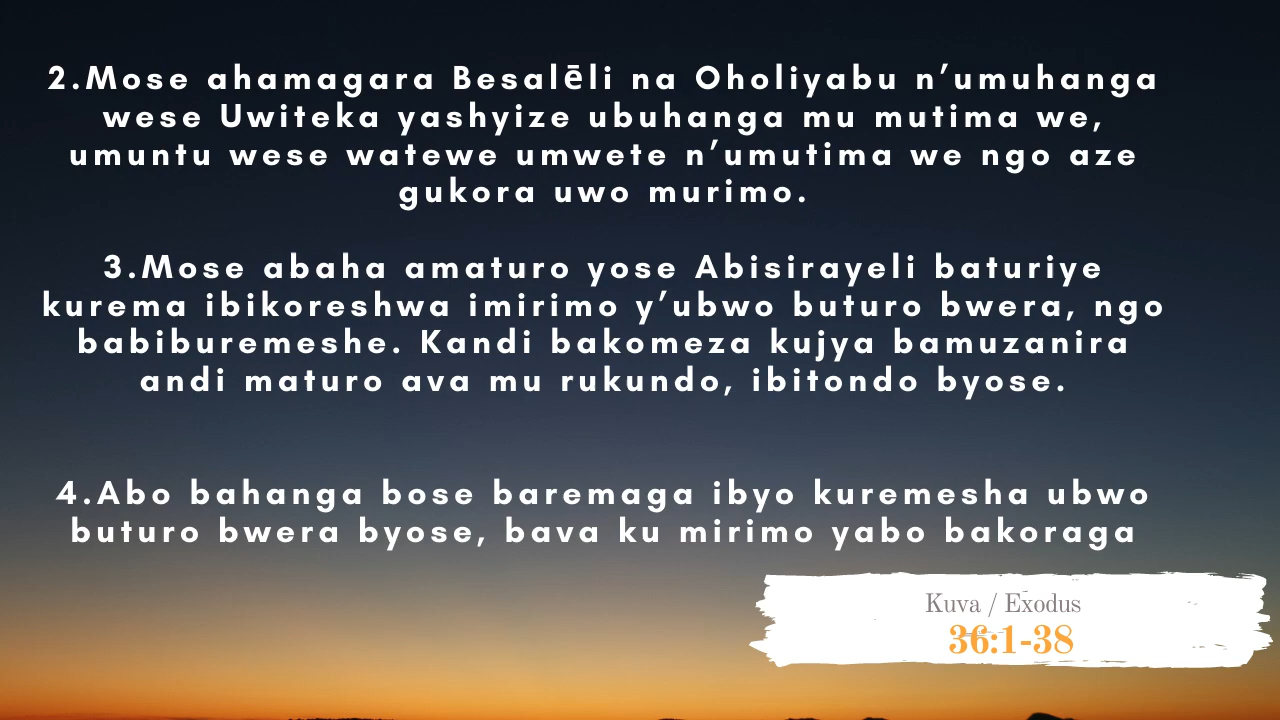 2.Mose ahamagara Besalēli na Oholiyabu n’umuhanga
wese Uwiteka yashyize ubuhanga mu mutima we,
umuntu wese watewe umwete n’umutima we ngo aze
gukora uwo murimo.
3.Mose abaha amaturo yose Abisirayeli baturiye
kurema ibikoreshwa imirimo y’ubwo buturo bwera, ngo
babiburemeshe. Kandi bakomeza kujya bamuzanira
andi maturo ava mu rukundo, ibitondo byose.
4.Abo bahanga bose baremaga ibyo kuremesha ubwo
buturo bwera byose, bava ku mirimo yabo bakoraga
Kuva / Exodus
36:1-38